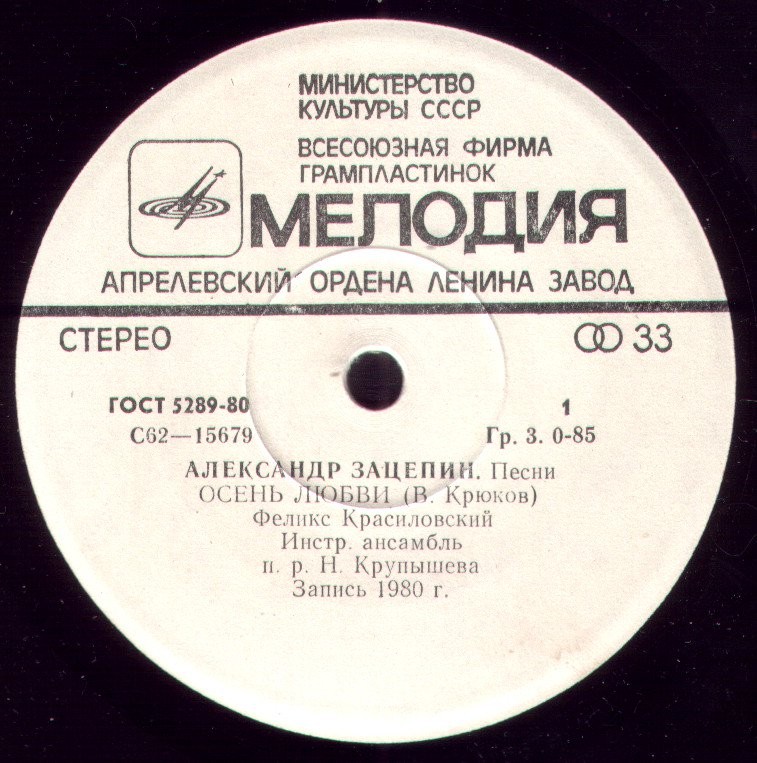 МИНИСТЕРСТВО
КУЛЬТУРЫ СССР
ВСЕСОЮЗНАЯ ФИРМА
ГРАМПЛАСТИНОК
МЕЛОДИЯ
АПРЕЛЕВСКИЙ ОРДЕНА ЛЕНИНА ЗАВОД
СТЕРЕО 33
ГОСТ 5289-80 1
С62—15679 Гр. 3. 0-85
АЛЕКСАНДР ЗАЦЕПИН. Песни
ОСЕНЬ ЛЮБВИ (В. Крюков)
Феликс Красиловский
Инстр. ансамбль
п. р. Н. Крупышева
Запись 1980 г.